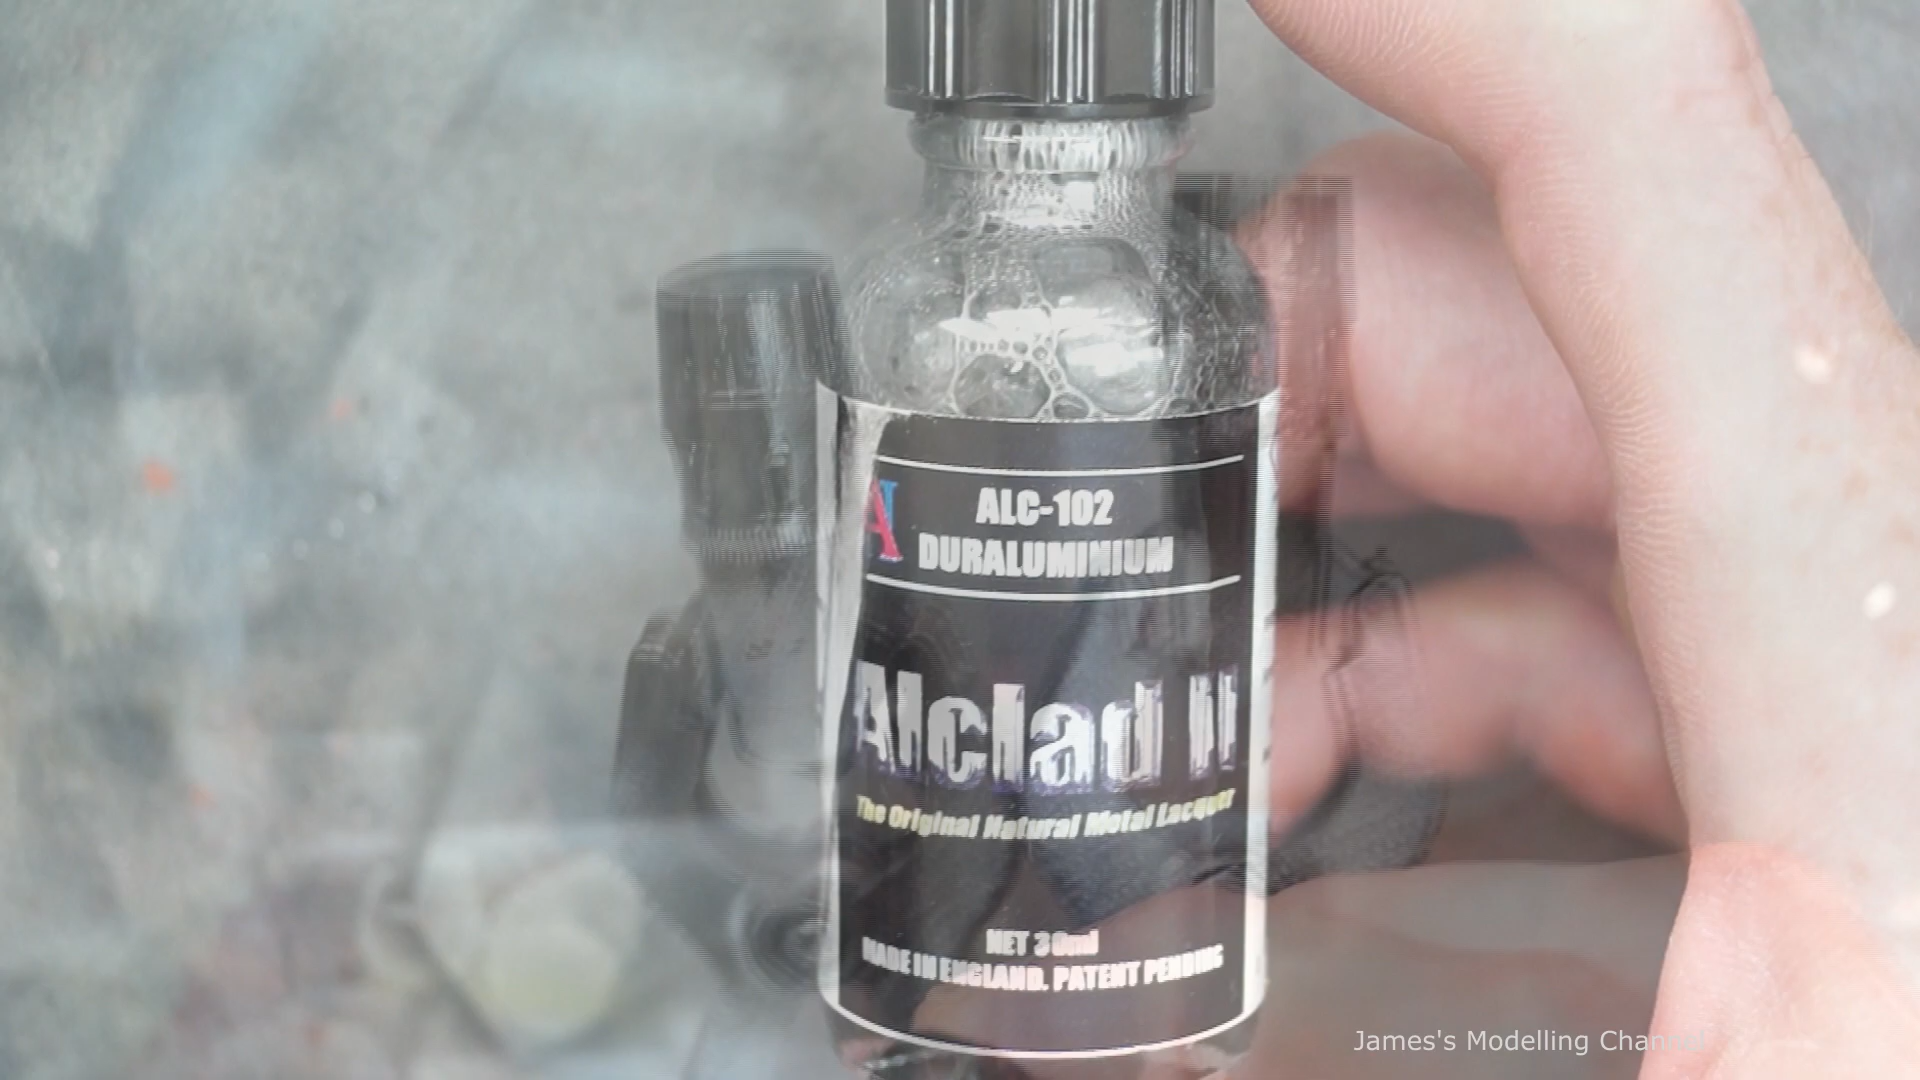 ALC-102
DURALUMINIUM
Alclad II
The Original Natural Metal Lacquer
NET 30ml
MADE IN ENGLAND. PATENT PENDING
James's Modelling Channel